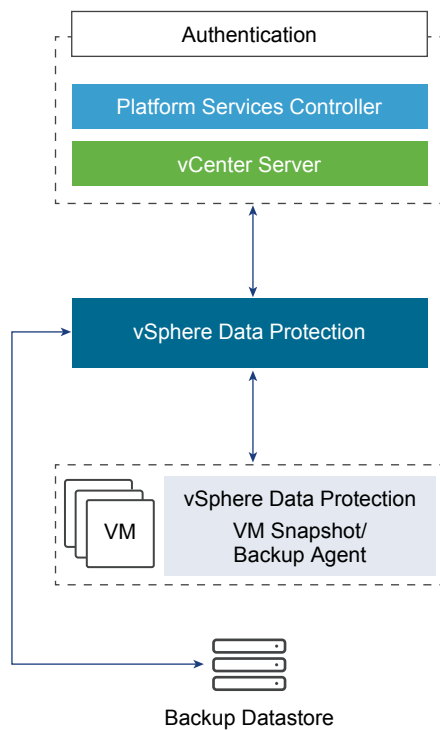 Authentication
Platform Services Controller
vCenter Server
vSphere Data Protection
VM
vSphere Data Protection
VM Snapshot/
Backup Agent
Backup Datastore